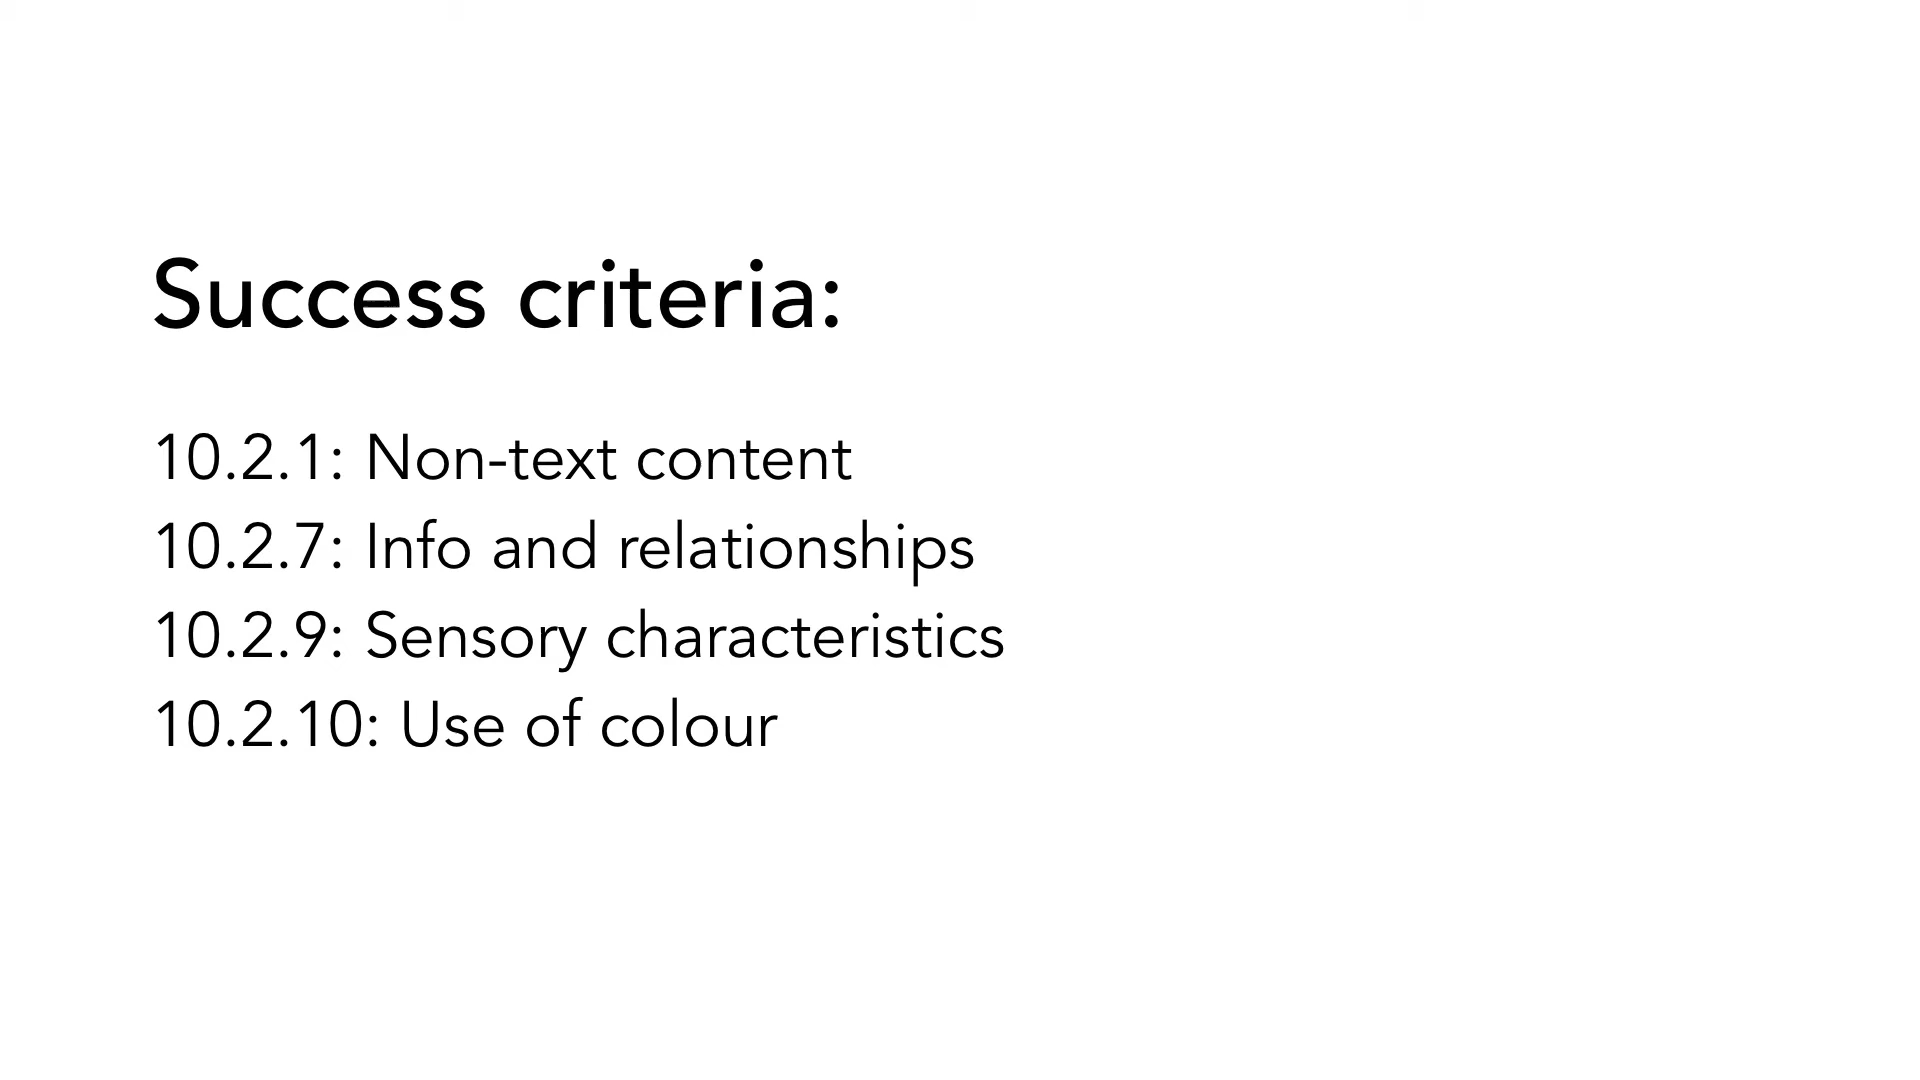 Success criteria:
10.2.1: Non-text content
10.2.7: Info and relationships
10.2.9: Sensory characteristics
10.2.10: Use of colour